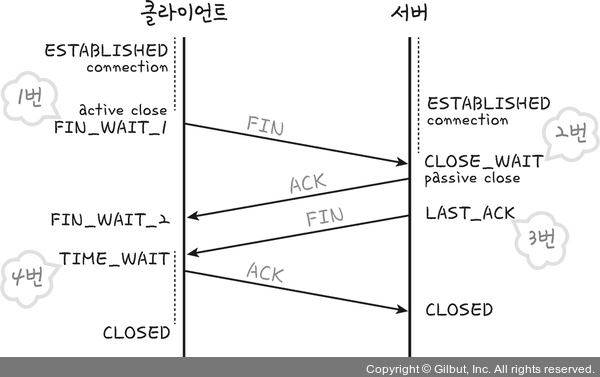 클라이언트
서버
ESTABLISHED
connection
1번
active close
FIN_WAIT_1
FIN
ESTABLISHED
connection
2번
CLOSE_WAIT
passive close
ACK
FIN_WAIT_2
FIN
LAST_ACK
3번
TIME_WAIT
4번
ACK
CLOSED
CLOSED
Copyright © Gilbut, Inc. All rights reserved.